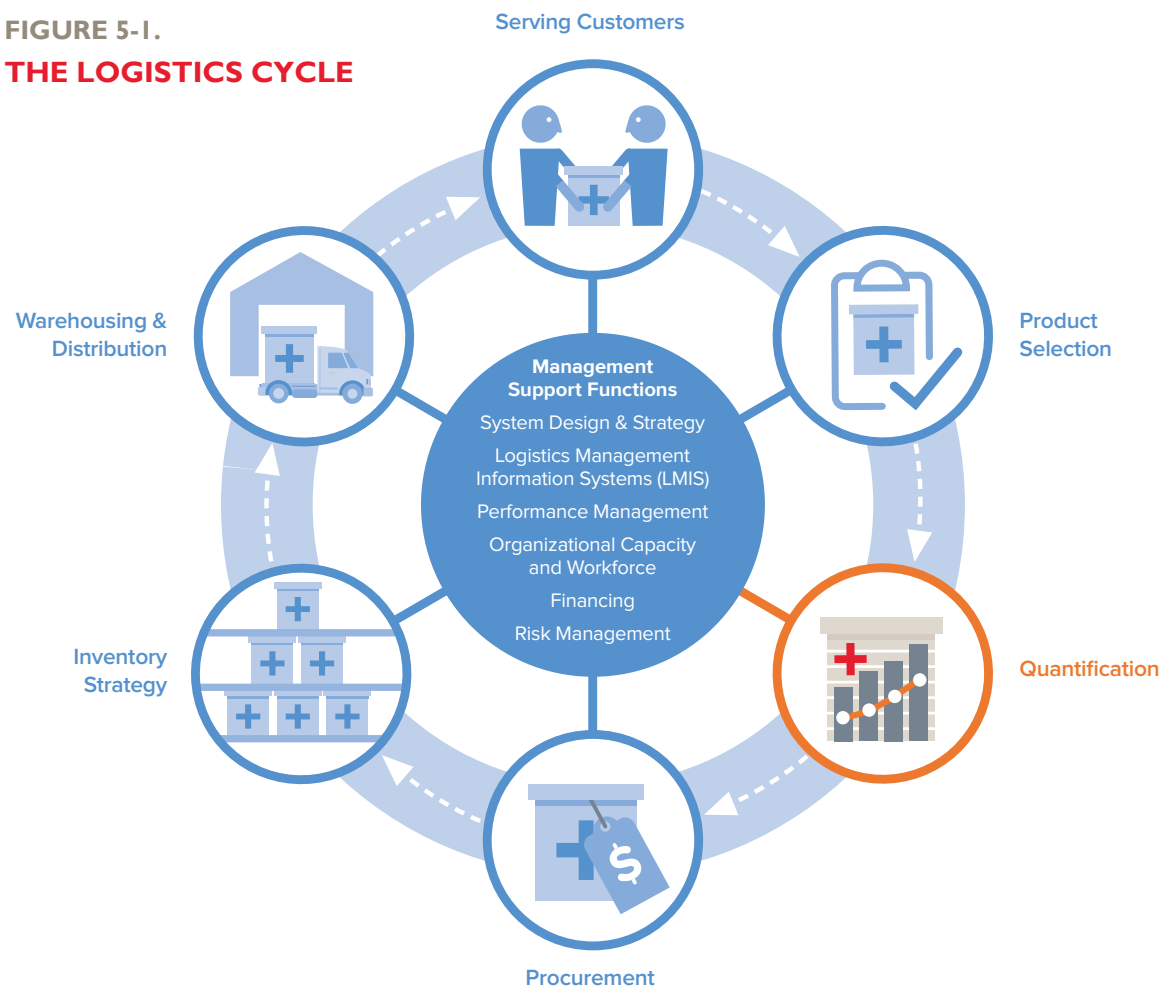 FIGURE 5-1.
THE LOGISTICS CYCLE
Serving Customers
Product
Selection
Quantification
Procurement
Inventory
Strategy
Warehousing &
Distribution
Management
Support Functions
System Design & Strategy
Logistics Management
Information Systems (LMIS)
Performance Management
Organizational Capacity
and Workforce
Financing
Risk Management
$